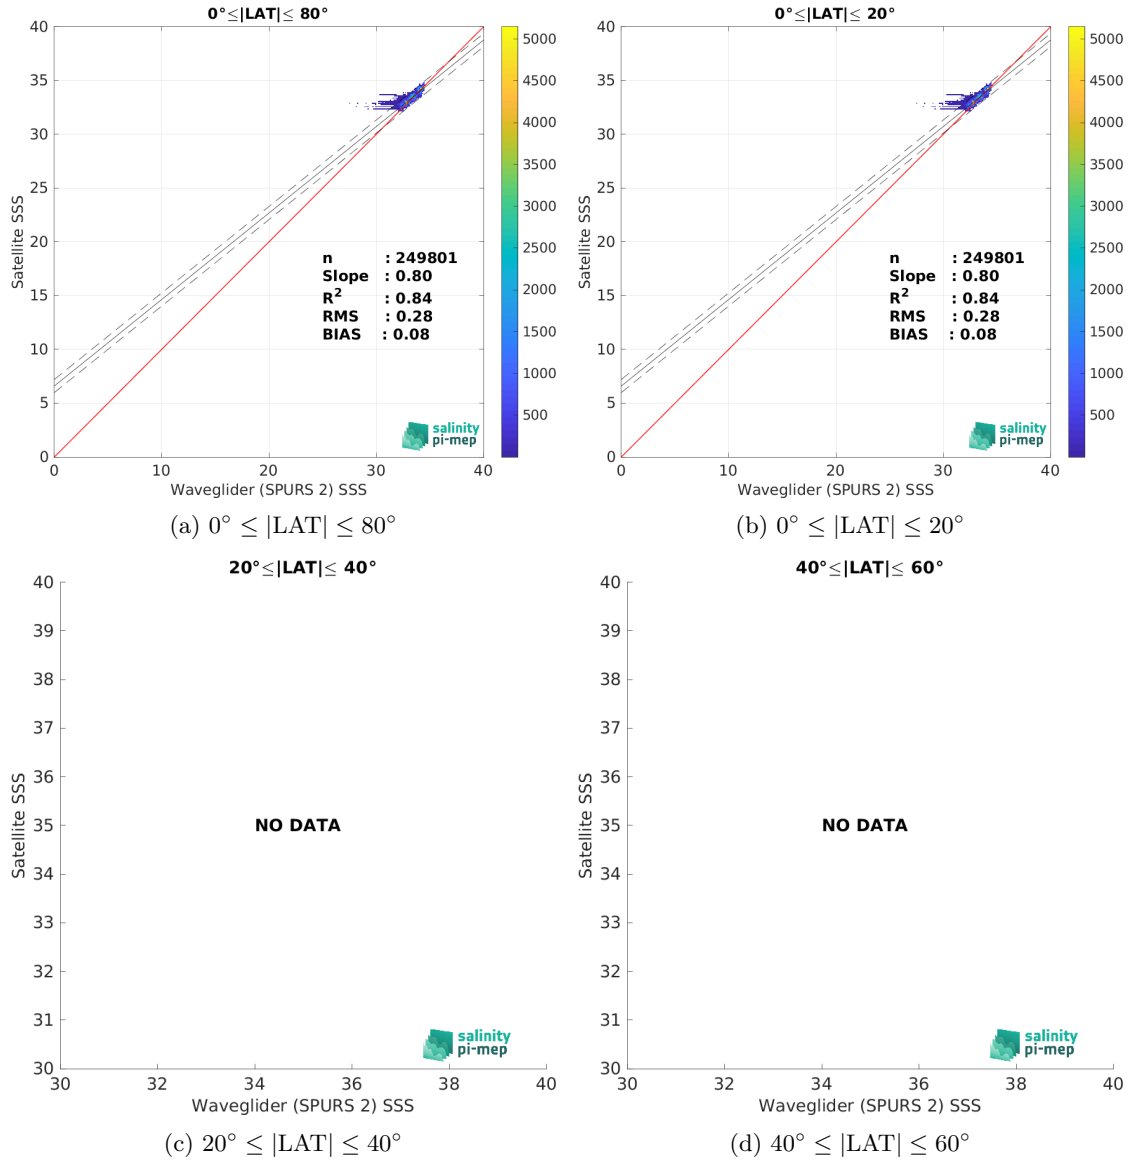 0°≤|LAT|≤ 80°
40
35
30
25
20
15
10
5
0
0
10
20
30
40
Satellite SSS
Waveglider (SPURS 2) SSS
n : 249801
Slope : 0.80
R2 : 0.84
RMS : 0.28
BIAS : 0.08
salinity
pi-mep
5000
4500
4000
3500
3000
2500
2000
1500
1000
500
(a) 0° ≤ |LAT| ≤ 80°
0°≤|LAT|≤ 20°
40
35
30
25
20
15
10
5
0
0
10
20
30
40
Satellite SSS
Waveglider (SPURS 2) SSS
n : 249801
Slope : 0.80
R2 : 0.84
RMS : 0.28
BIAS : 0.08
salinity
pi-mep
5000
4500
4000
3500
3000
2500
2000
1500
1000
500
(b) 0° ≤ |LAT| ≤ 20°
20°≤|LAT|≤ 40°
40
39
38
37
36
35
34
33
32
31
30
30
32
34
36
38
40
Satellite SSS
NO DATA
salinity
pi-mep
Waveglider (SPURS 2) SSS
(c) 20° ≤ |LAT| ≤ 40°
40°≤|LAT|≤ 60°
40
39
38
37
36
35
34
33
32
31
30
30
32
34
36
38
40
Satellite SSS
NO DATA
salinity
pi-mep
Waveglider (SPURS 2) SSS
(d) 40° ≤ |LAT| ≤ 60°